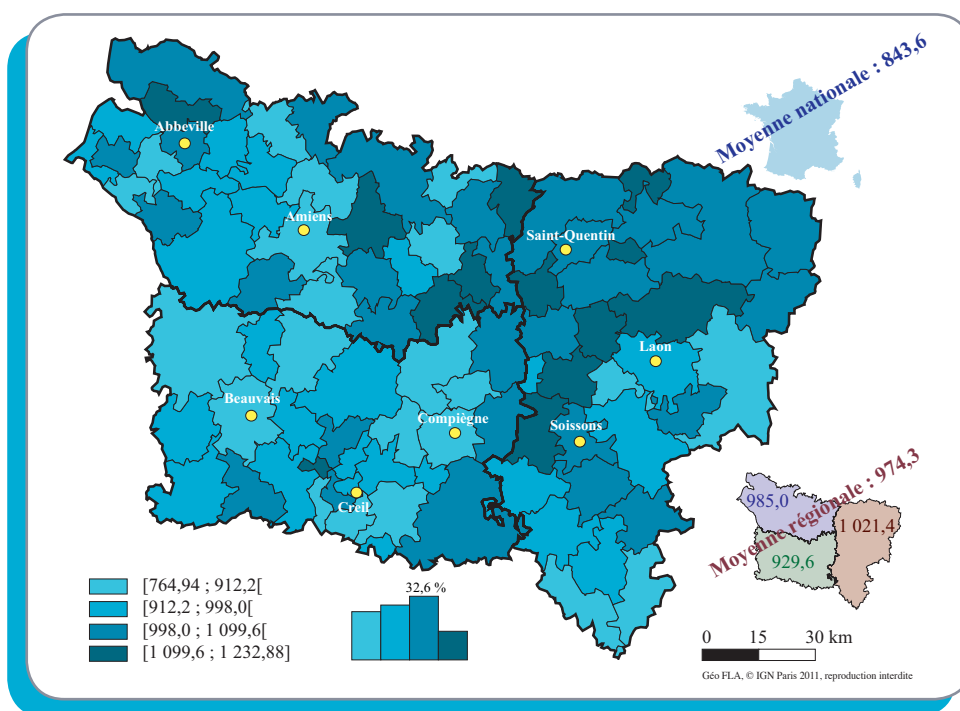 Moyenne nationale : 843,6
Abbeville
Amiens
Saint-Quentin
Laon
Beauvais
Compiègne
Soissons
Creil
Moyenne régionale : 974,3
985,0
1 021,4
929,6
[764,94 ; 912,2[
[912,2 ; 998,0[
[998,0 ; 1 099,6[
[1 099,6 ; 1 232,88]
32,6 %
0 15 30 km
Géo FLA, © IGN Paris 2011, reproduction interdite